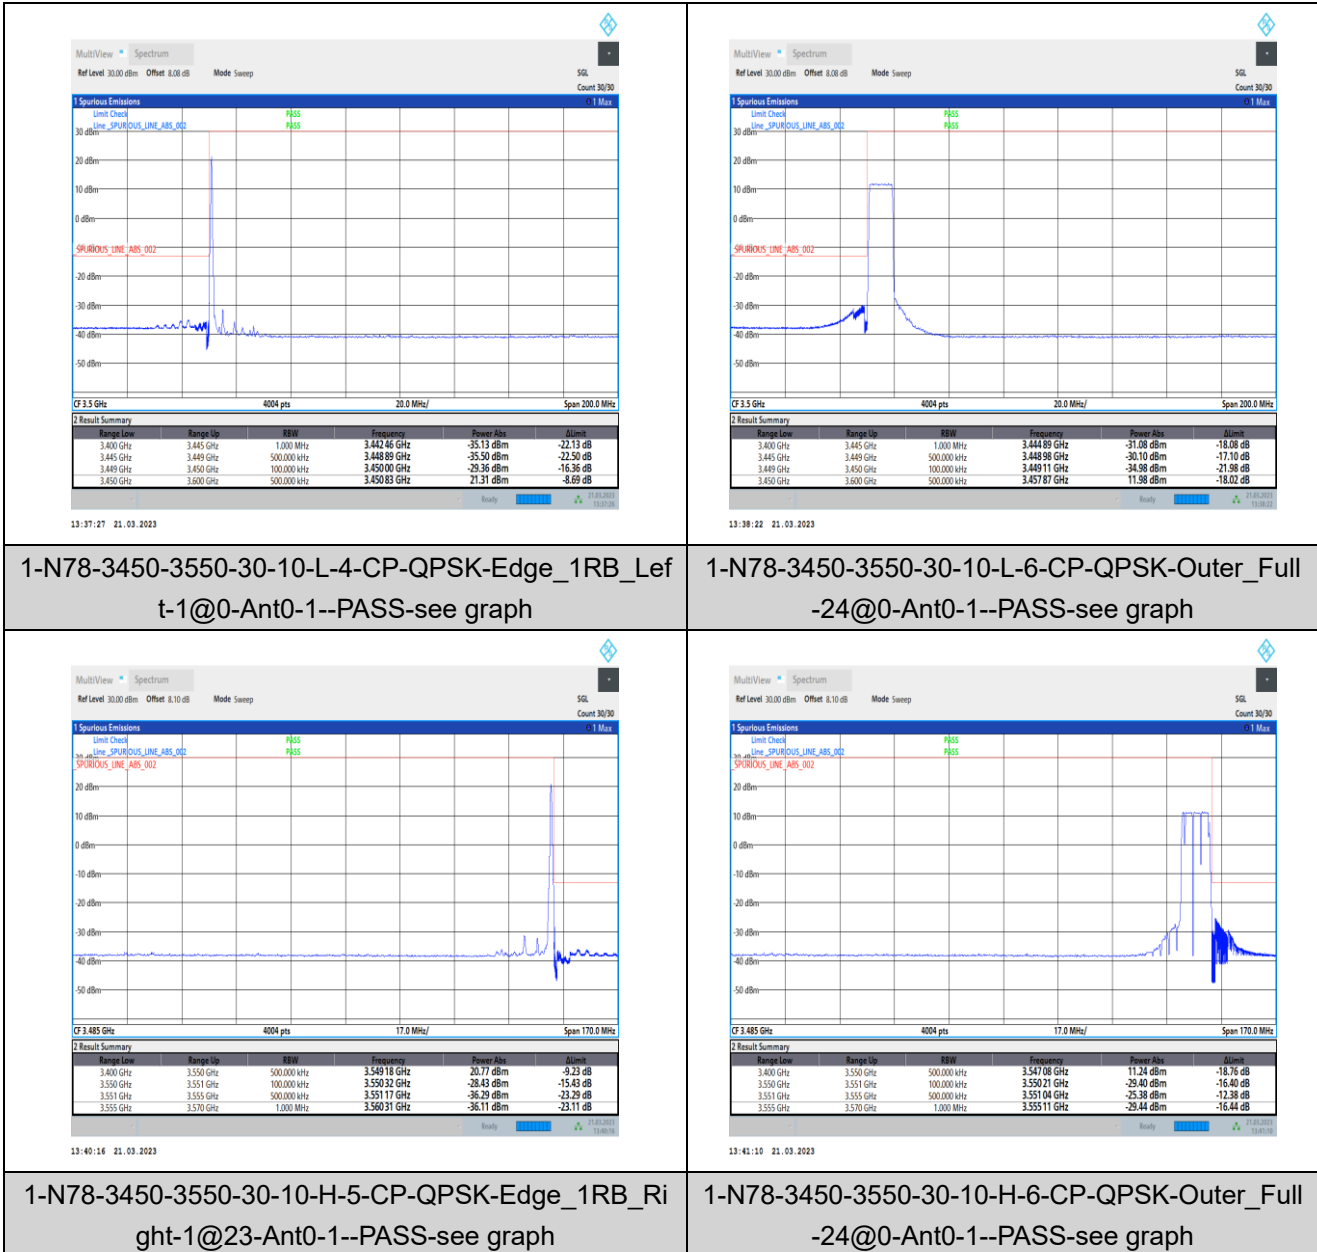 MultiView Spectrum
Ref Level 30.00 dBm Offset 8.08 dB Mode Sweep SGL
Count 30/30
1 Spurious Emissions 1 Max
Limit Check PASS
Line _SPURIOUS_LINE_ABS_002 PASS
30 dBm
20 dBm
10 dBm
0 dBm
_SPURIOUS_LINE_ABS_002
-20 dBm
-30 dBm
-40 dBm
-50 dBm
CF 3.5 GHz 4004 pts 20.0 MHz/ Span 200.0 MHz
2 Result Summary
Range Low Range Up RBW Frequency Power Abs ΔLimit
3.400 GHz 3.445 GHz 1.000 MHz 3.442 46 GHz -35.13 dBm -22.13 dB
3.445 GHz 3.449 GHz 500.000 kHz 3.448 89 GHz -35.50 dBm -22.50 dB
3.449 GHz 3.450 GHz 100.000 kHz 3.450 00 GHz -29.36 dBm -16.36 dB
3.450 GHz 3.600 GHz 500.000 kHz 3.450 83 GHz 21.31 dBm -8.69 dB
Ready 21.03.2023
13:37:26
13:37:27 21.03.2023
1-N78-3450-3550-30-10-L-4-CP-QPSK-Edge_1RB_Lef
t-1@0-Ant0-1--PASS-see graph
MultiView Spectrum
Ref Level 30.00 dBm Offset 8.08 dB Mode Sweep SGL
Count 30/30
1 Spurious Emissions 1 Max
Limit Check PASS
Line _SPURIOUS_LINE_ABS_002 PASS
30 dBm
20 dBm
10 dBm
0 dBm
_SPURIOUS_LINE_ABS_002
-20 dBm
-30 dBm
-40 dBm
-50 dBm
CF 3.5 GHz 4004 pts 20.0 MHz/ Span 200.0 MHz
2 Result Summary
Range Low Range Up RBW Frequency Power Abs ΔLimit
3.400 GHz 3.445 GHz 1.000 MHz 3.444 89 GHz -31.08 dBm -18.08 dB
3.445 GHz 3.449 GHz 500.000 kHz 3.448 98 GHz -30.10 dBm -17.10 dB
3.449 GHz 3.450 GHz 100.000 kHz 3.449 11 GHz -34.98 dBm -21.98 dB
3.450 GHz 3.600 GHz 500.000 kHz 3.457 87 GHz 11.98 dBm -18.02 dB
Ready 21.03.2023
13:38:22
13:38:22 21.03.2023
1-N78-3450-3550-30-10-L-6-CP-QPSK-Outer_Full
-24@0-Ant0-1--PASS-see graph
MultiView Spectrum
Ref Level 30.00 dBm Offset 8.10 dB Mode Sweep SGL
Count 30/30
1 Spurious Emissions 1 Max
Limit Check PASS
Line _SPURIOUS_LINE_ABS_002 PASS
30 dBm
_SPURIOUS_LINE_ABS_002
20 dBm
10 dBm
0 dBm
-10 dBm
-20 dBm
-30 dBm
-40 dBm
-50 dBm
CF 3.485 GHz 4004 pts 17.0 MHz/ Span 170.0 MHz
2 Result Summary
Range Low Range Up RBW Frequency Power Abs ΔLimit
3.400 GHz 3.550 GHz 500.000 kHz 3.549 18 GHz 20.77 dBm -9.23 dB
3.550 GHz 3.551 GHz 100.000 kHz 3.550 32 GHz -28.43 dBm -15.43 dB
3.551 GHz 3.555 GHz 500.000 kHz 3.551 17 GHz -36.29 dBm -23.29 dB
3.555 GHz 3.570 GHz 1.000 MHz 3.560 31 GHz -36.11 dBm -23.11 dB
Ready 21.03.2023
13:40:16
13:40:16 21.03.2023
1-N78-3450-3550-30-10-H-5-CP-QPSK-Edge_1RB_Ri
ght-1@23-Ant0-1--PASS-see graph
MultiView Spectrum
Ref Level 30.00 dBm Offset 8.10 dB Mode Sweep SGL
Count 30/30
1 Spurious Emissions 1 Max
Limit Check PASS
Line _SPURIOUS_LINE_ABS_002 PASS
30 dBm
_SPURIOUS_LINE_ABS_002
20 dBm
10 dBm
0 dBm
-10 dBm
-20 dBm
-30 dBm
-40 dBm
-50 dBm
CF 3.485 GHz 4004 pts 17.0 MHz/ Span 170.0 MHz
2 Result Summary
Range Low Range Up RBW Frequency Power Abs ΔLimit
3.400 GHz 3.550 GHz 500.000 kHz 3.547 08 GHz 11.24 dBm -18.76 dB
3.550 GHz 3.551 GHz 100.000 kHz 3.550 21 GHz -29.40 dBm -16.40 dB
3.551 GHz 3.555 GHz 500.000 kHz 3.551 04 GHz -25.38 dBm -12.38 dB
3.555 GHz 3.570 GHz 1.000 MHz 3.555 11 GHz -29.44 dBm -16.44 dB
Ready 21.03.2023
13:41:10
13:41:10 21.03.2023
1-N78-3450-3550-30-10-H-6-CP-QPSK-Outer_Full
-24@0-Ant0-1--PASS-see graph